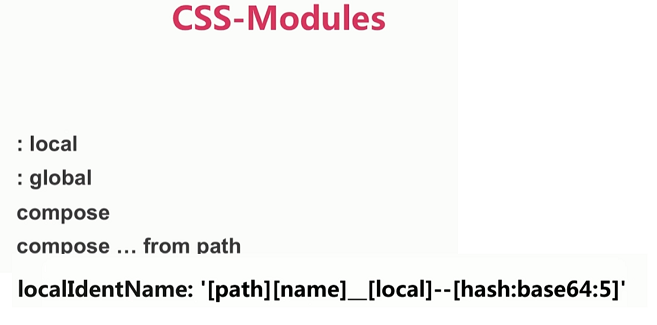 CSS-Modules
: local
: global
compose
compose ... from path
localIdentName: '[path][name]__[local]--[hash:base64:5]'